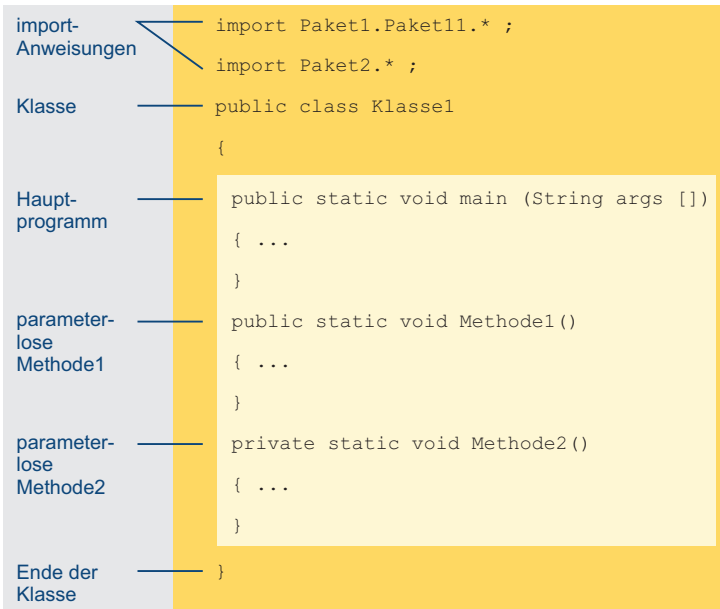 import-
Anweisungen
import Paket1.Paket11.* ;
import Paket2.* ;
Klasse
public class Klasse1
{
Haupt-
programm
public static void main (String args [])
{ ...
}
parameter-
lose
Methode1
public static void Methode1()
{ ...
}
parameter-
lose
Methode2
private static void Methode2()
{ ...
}
Ende der
Klasse
}